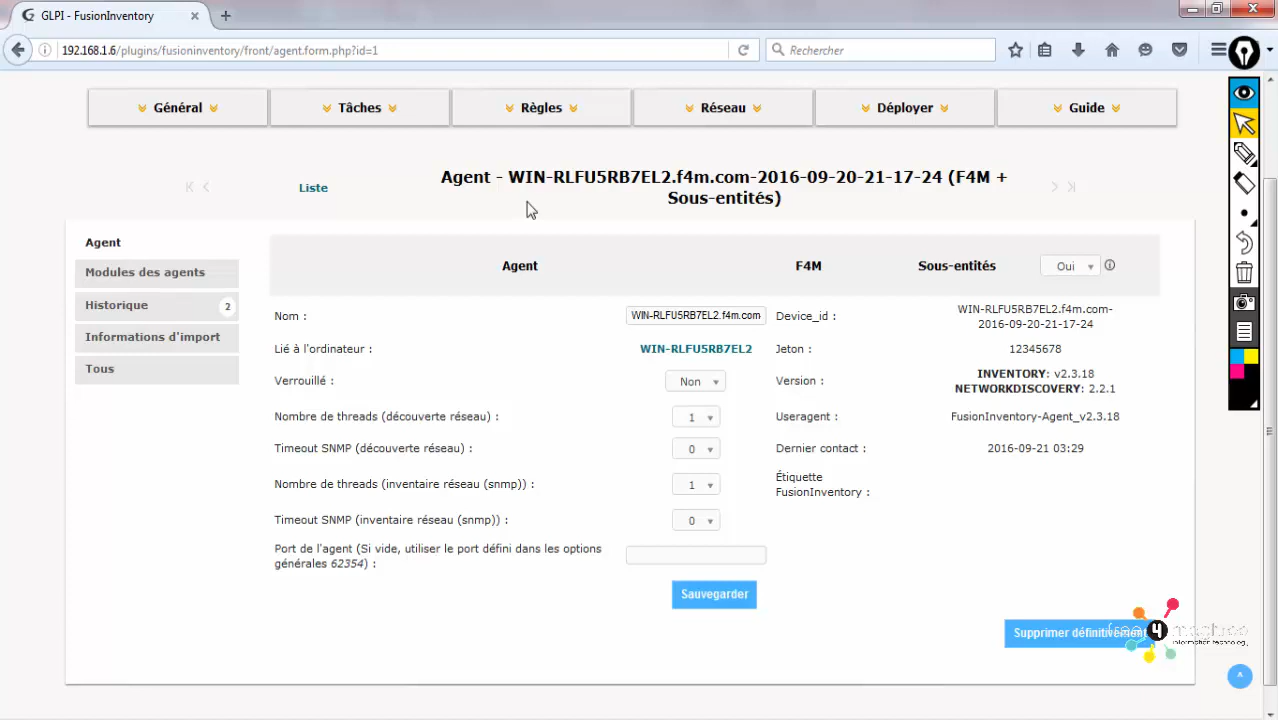 GLPI - FusionInventory
192.168.1.6/plugins/fusioninventory/front/agent.form.php?id=1
Rechercher
Général
Tâches
Règles
Réseau
Déployer
Guide
Liste
Agent - WIN-RLFU5RB7EL2.f4m.com-2016-09-20-21-17-24 (F4M +
Sous-entités)
Agent
Modules des agents
Historique 2
Informations d'import
Tous
Agent F4M Sous-entités Oui
Nom : WIN-RLFU5RB7EL2.f4m.com
Device_id : WIN-RLFU5RB7EL2.f4m.com-
2016-09-20-21-17-24
Lié à l'ordinateur : WIN-RLFU5RB7EL2
Jeton : 12345678
Verrouillé : Non
Version : INVENTORY: v2.3.18
NETWORKDISCOVERY: 2.2.1
Nombre de threads (découverte réseau) : 1
Useragent : FusionInventory-Agent_v2.3.18
Timeout SNMP (découverte réseau) : 0
Dernier contact : 2016-09-21 03:29
Nombre de threads (inventaire réseau (snmp)) : 1
Étiquette
FusionInventory :
Timeout SNMP (inventaire réseau (snmp)) : 0
Port de l'agent (Si vide, utiliser le port défini dans les options
générales 62354) :
Sauvegarder
Supprimer définitivement
4